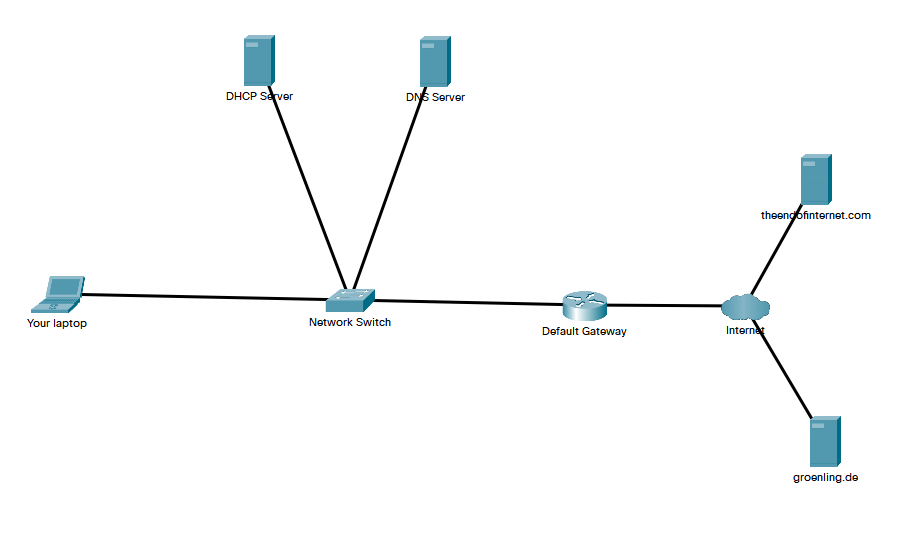 DHCP Server
DNS Server
theendofinternet.com
Your laptop
Network Switch
Default Gateway
Internet
groenling.de